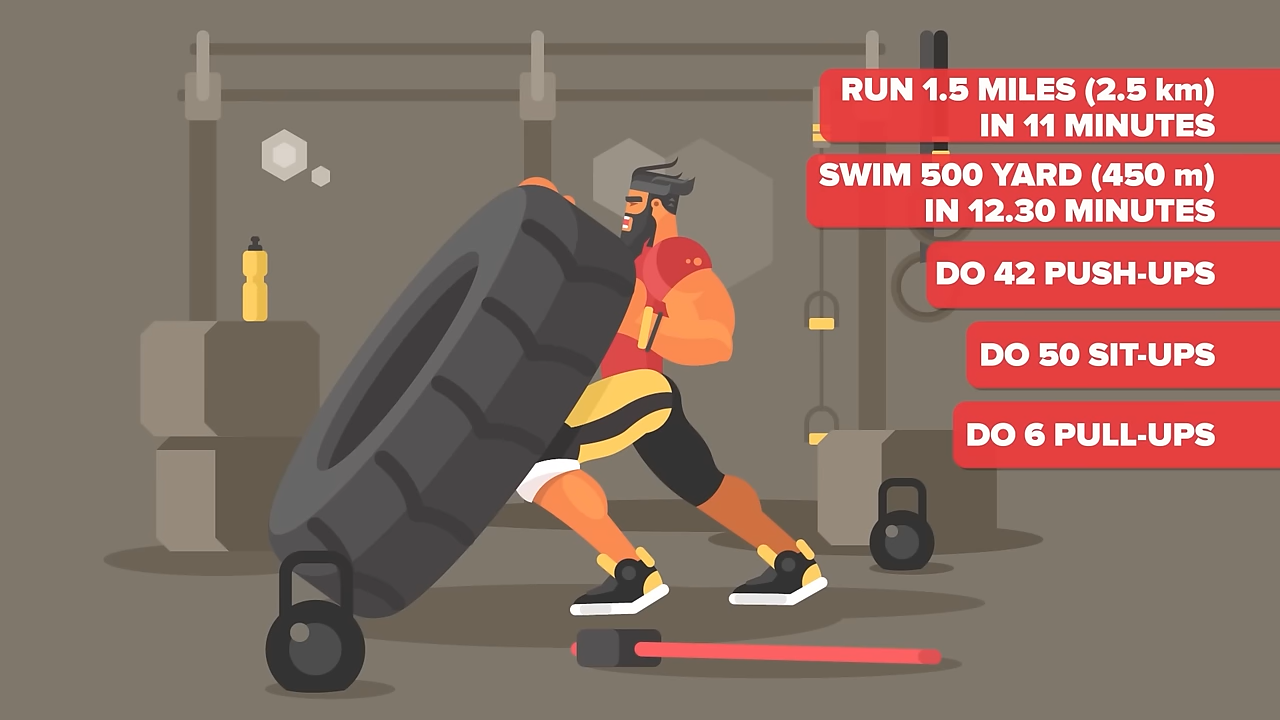 RUN 1.5 MILES (2.5 km)
IN 11 MINUTES
SWIM 500 YARD (450 m)
IN 12.30 MINUTES
DO 42 PUSH-UPS
DO 50 SIT-UPS
DO 6 PULL-UPS